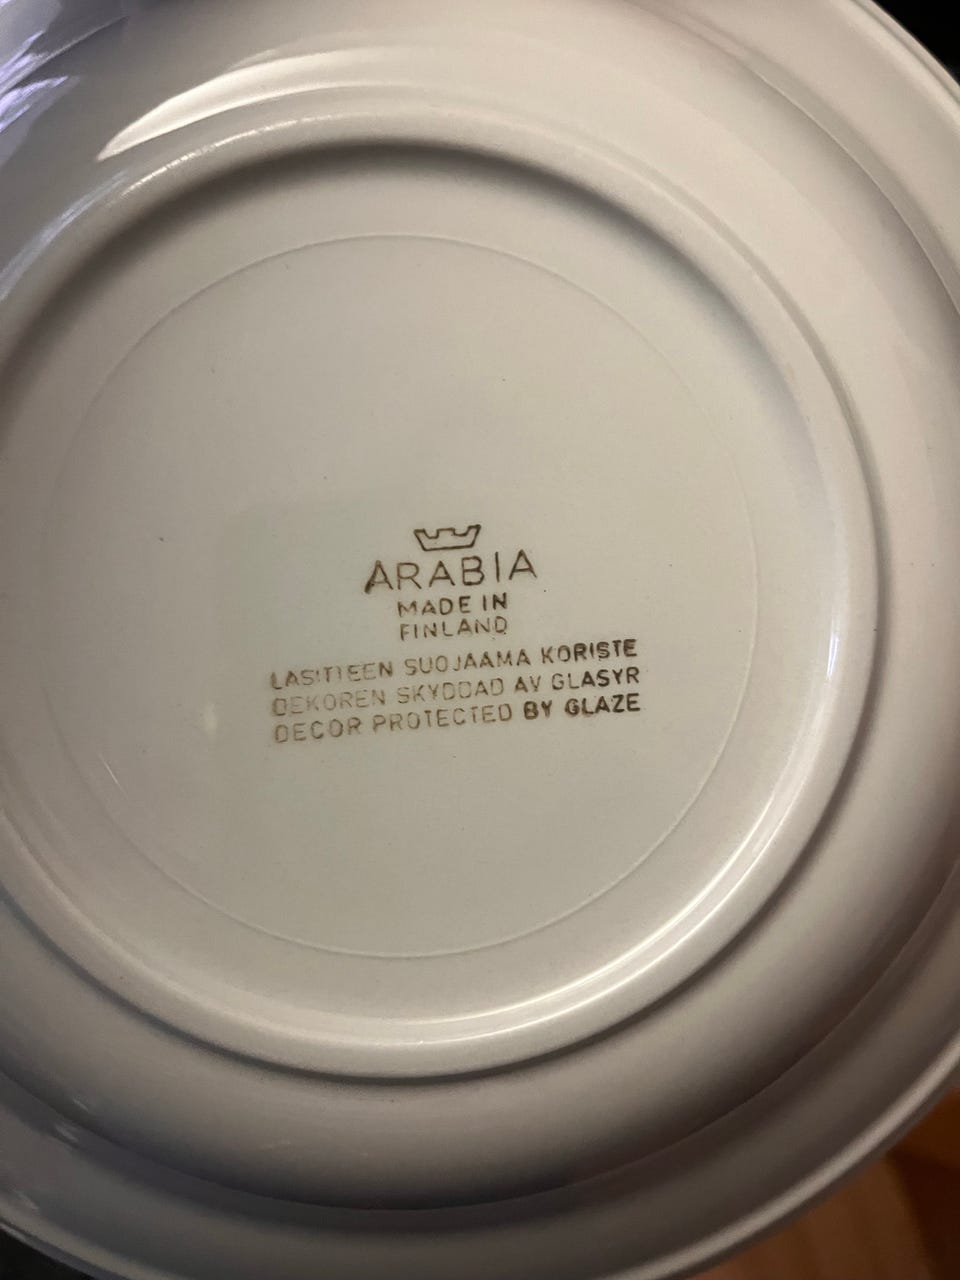 ARABIA
MADE IN
FINLAND
LASITTEEN SUOJAAMA KORISTE
DEKOREN SKYDDAD AV GLASYR
DECOR PROTECTED BY GLAZE